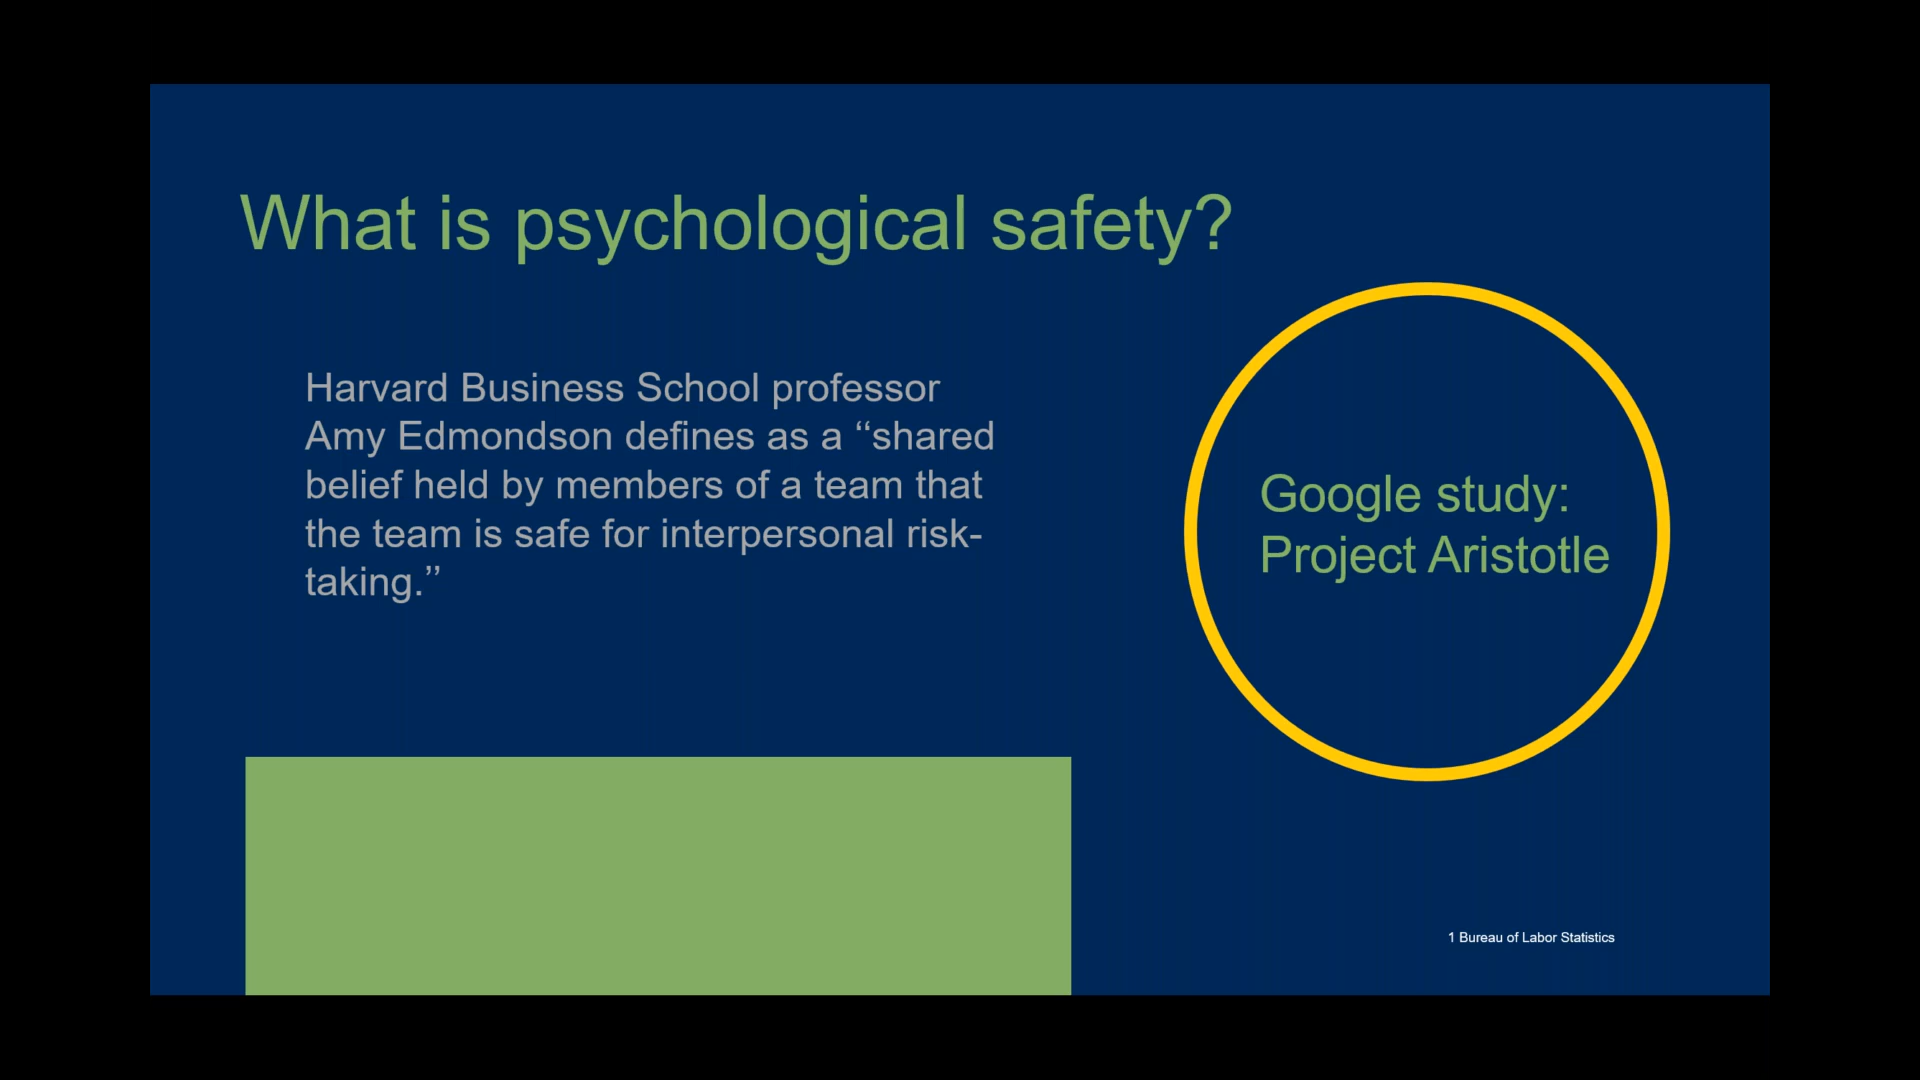 What is psychological safety?
Harvard Business School professor
Amy Edmondson defines as a “shared
belief held by members of a team that
the team is safe for interpersonal risk-
taking.”
Google study:
Project Aristotle
1 Bureau of Labor Statistics